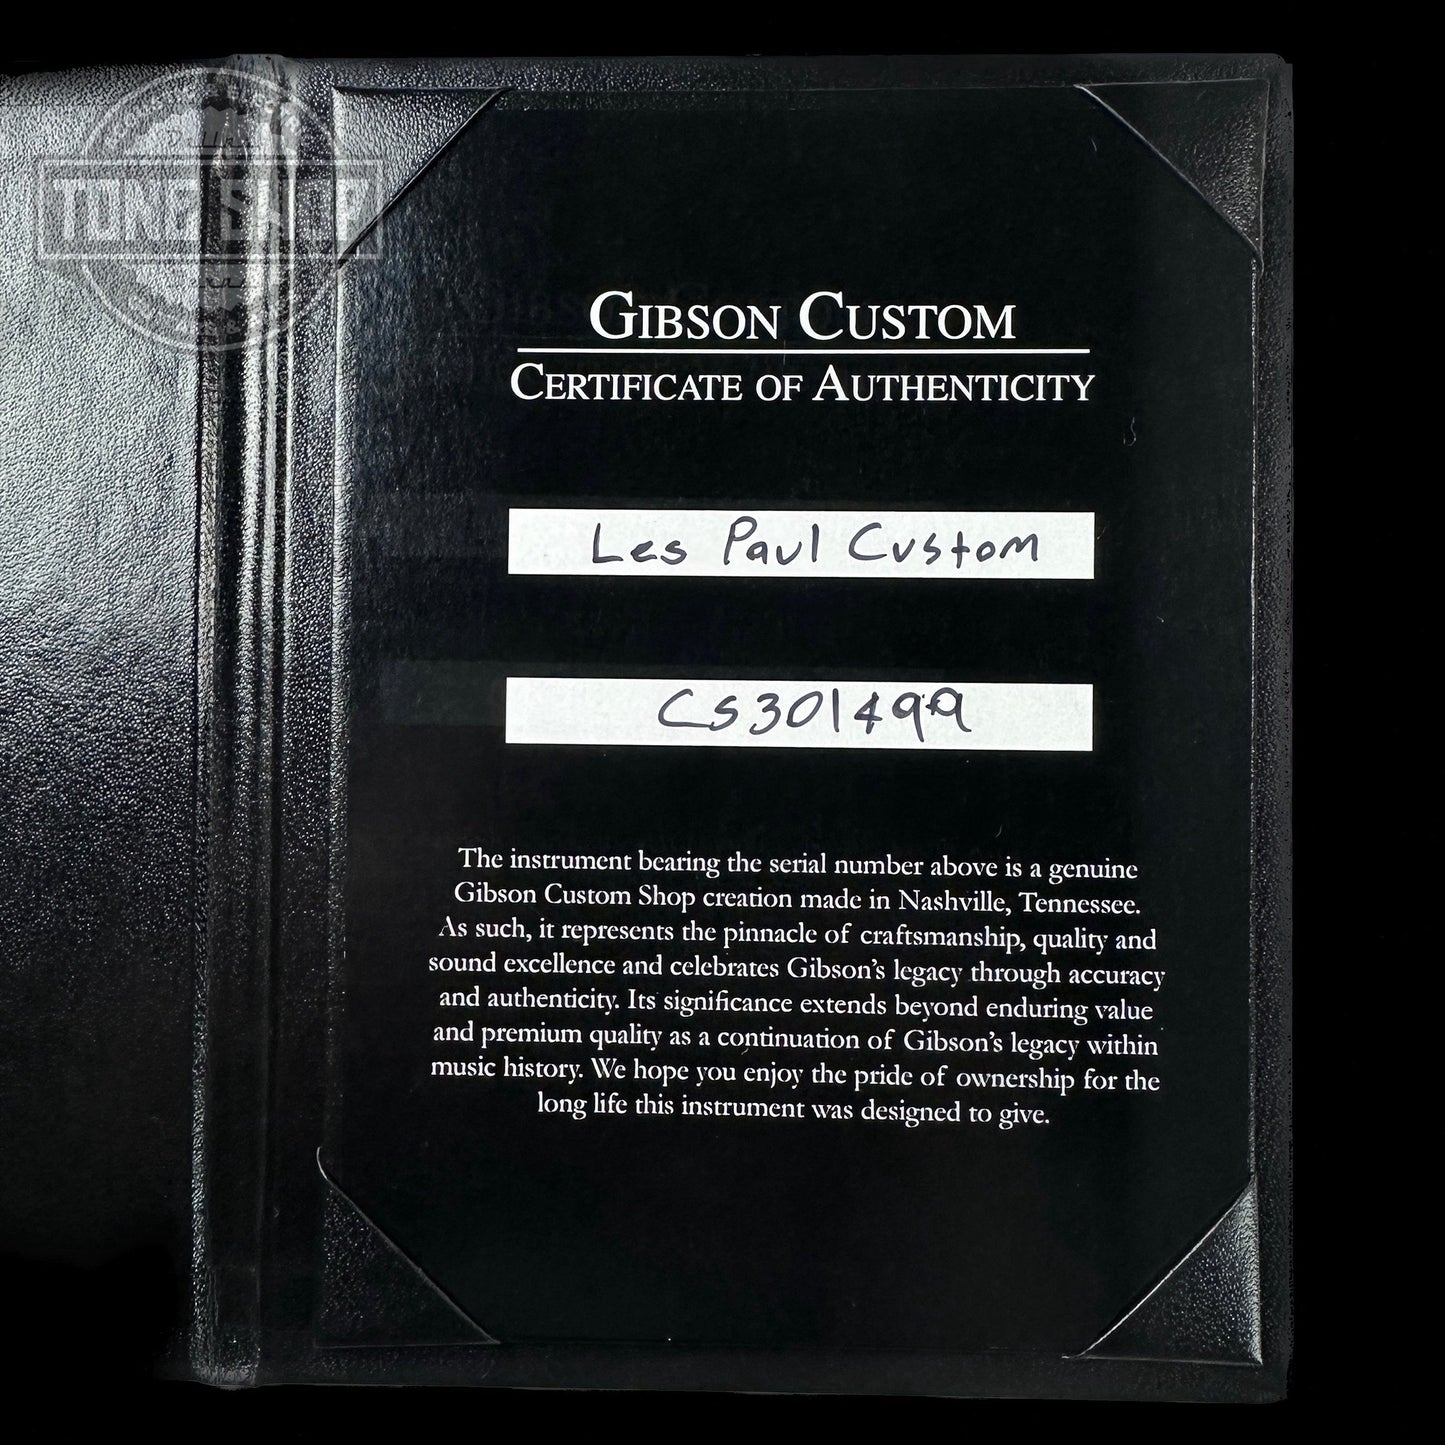 TONE SHOP
GIBSON CUSTOM
CERTIFICATE OF AUTHENTICITY
Les Paul Custom
CS301499
The instrument bearing the serial number above is a genuine
Gibson Custom Shop creation made in Nashville, Tennessee.
As such, it represents the pinnacle of craftsmanship, quality and
sound excellence and celebrates Gibson's legacy through accuracy
and authenticity. Its significance extends beyond enduring value
and premium quality as a continuation of Gibson's legacy within
music history. We hope you enjoy the pride of ownership for the
long life this instrument was designed to give.